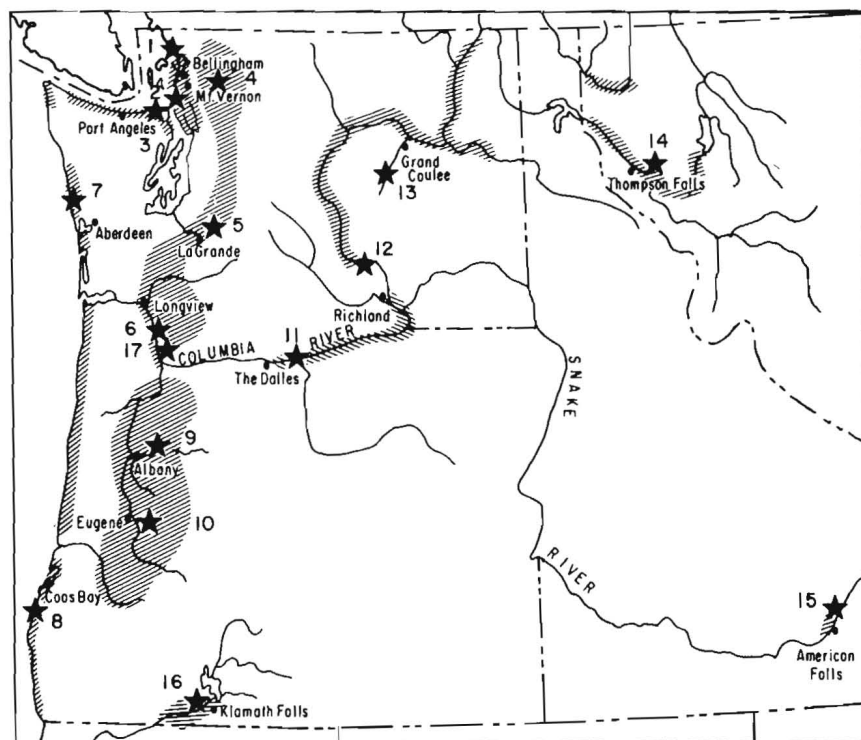 1
Bellingham
4
Mt. Vernon
Port Angeles
3
14
Grand
Coulee
13
Thompson Falls
7
Aberdeen
5
LaGrande
12
Longview
Richland
6
17
COLUMBIA
11
RIVER
The Dalles
SNAKE
9
Albany
Eugene
10
RIVER
Coos Bay
8
15
American
Falls
16
Klamath Falls